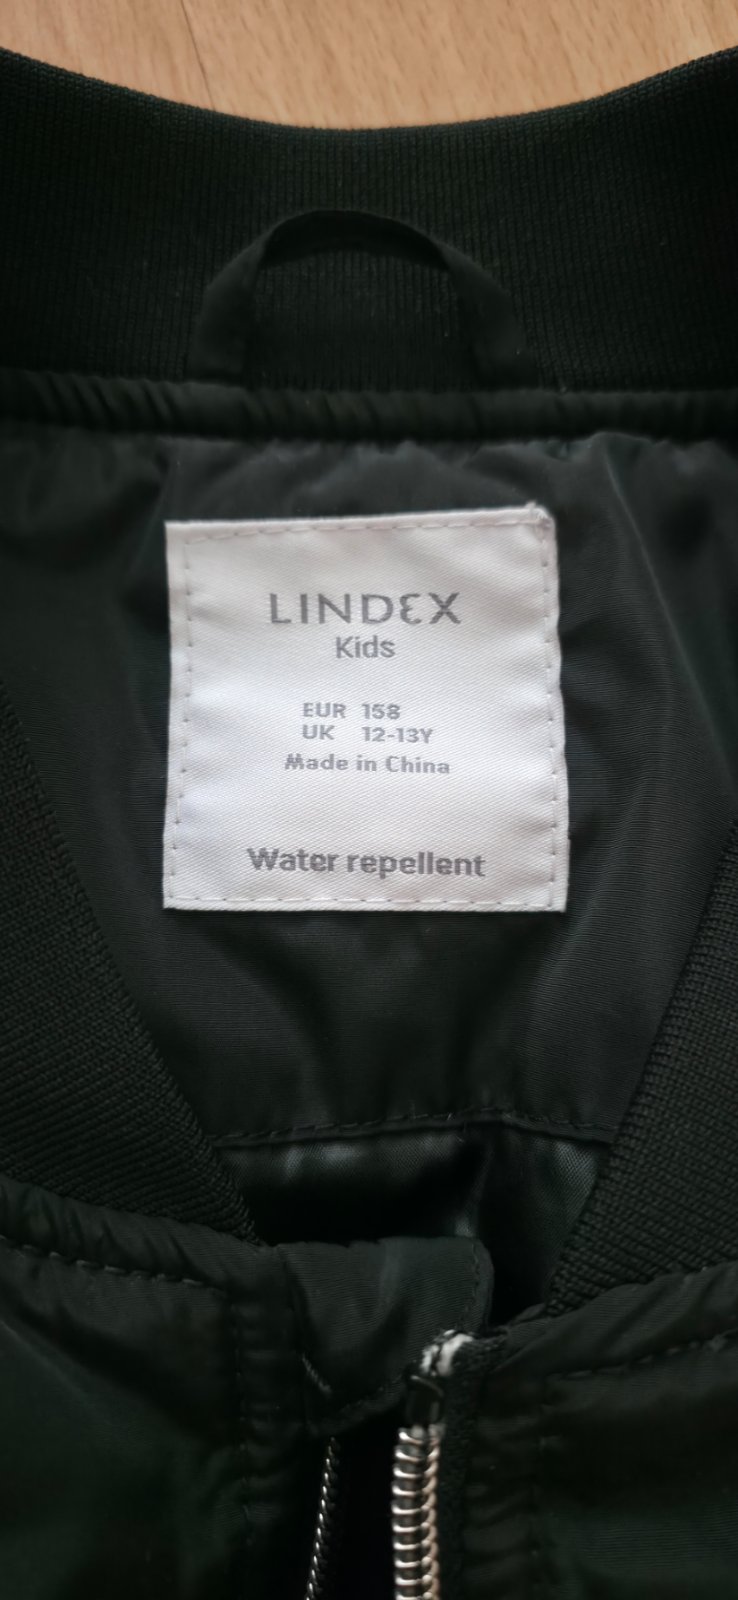 LINDEX
Kids
EUR 158
UK 12-13Y
Made in China
Water repellent